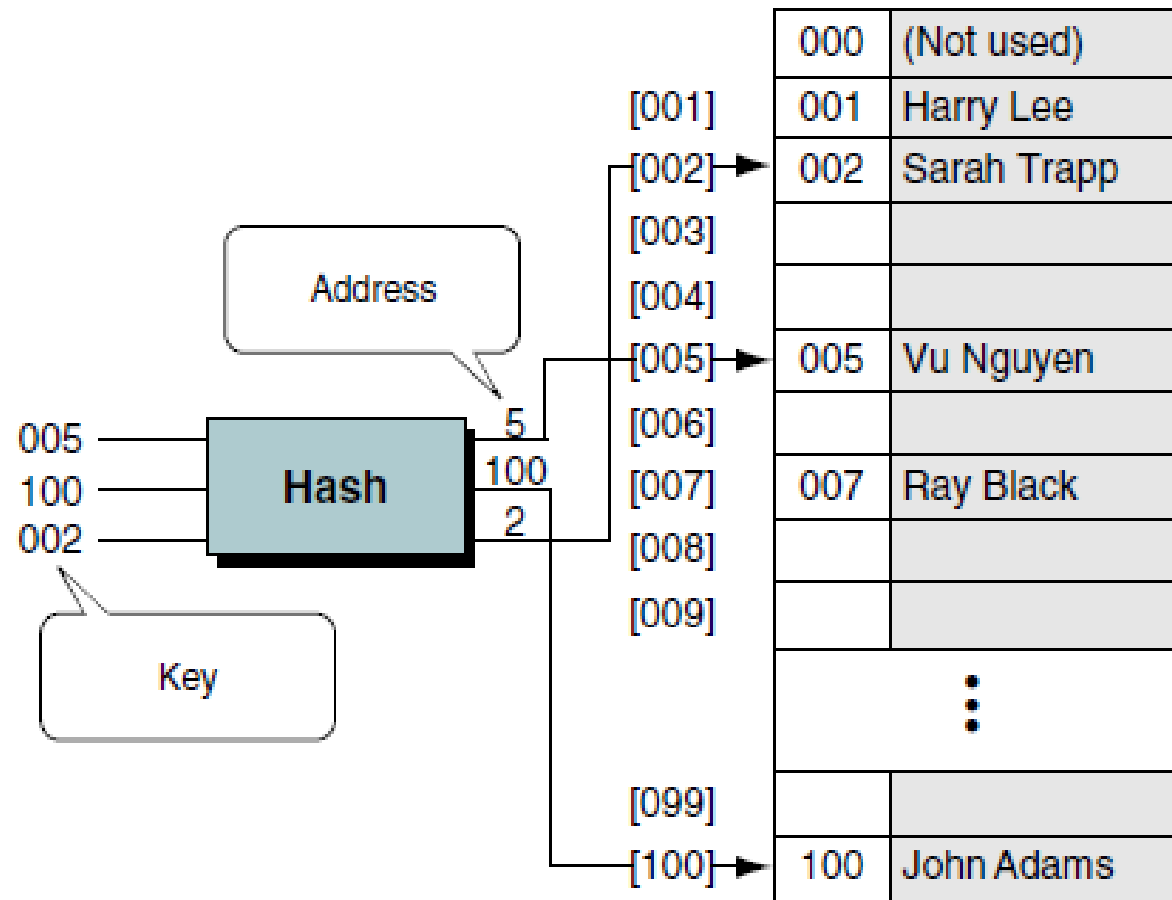 000 (Not used)
[001] 001 Harry Lee
[002] 002 Sarah Trapp
[003]
Address
[004]
[005] 005 Vu Nguyen
5
[006]
005
100
Hash
100
[007] 007 Ray Black
002
2
[008]
[009]
Key
[099]
[100] 100 John Adams